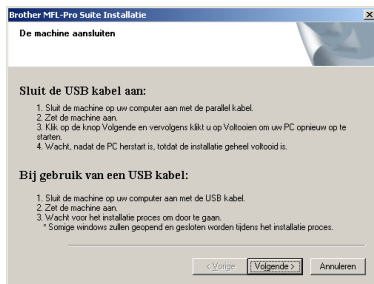 Brother MFL-Pro Suite Installatie
De machine aansluiten
Sluit de USB kabel aan:
1. Sluit de machine op uw computer aan met de parallel kabel.
2. Zet de machine aan.
3. Klik op de knop Volgende en vervolgens klikt u op Voltooien om uw PC opnieuw op te
starten.
4. Wacht, nadat de PC herstart is, totdat de installatie geheel voltooid is.
Bij gebruik van een USB kabel:
1. Sluit de machine op uw computer aan met de USB kabel.
2. Zet de machine aan.
3. Wacht voor het installatie proces om door te gaan.
* Somige windows zullen geopend en gesloten worden tijdens het installatie proces.
< Vorige Volgende > Annuleren